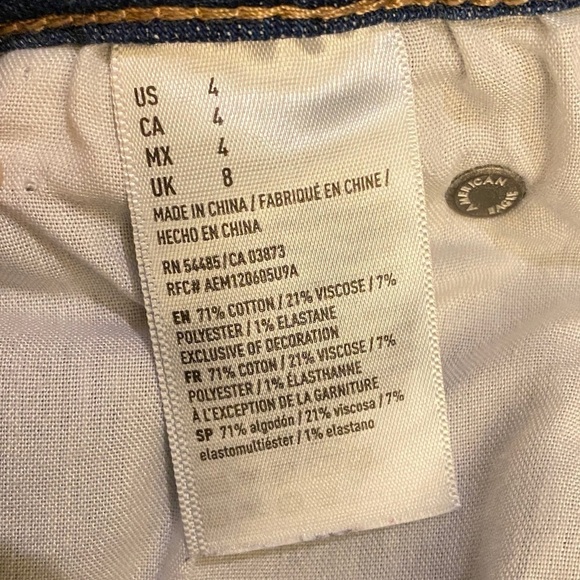 US 4
CA 4
MX 4
UK 8
MADE IN CHINA / FABRIQUÉ EN CHINE /
HECHO EN CHINA
RN 54485 / CA 03873
RFC# AEM120605U9A
EN 71% COTTON / 21% VISCOSE / 7%
POLYESTER / 1% ELASTANE
EXCLUSIVE OF DECORATION
FR 71% COTON / 21% VISCOSE / 7%
POLYESTER / 1% ÉLASTHANNE
À L'EXCEPTION DE LA GARNITURE
SP 71% algodón / 21% viscosa / 7%
elastomultiéster / 1% elastano
AMERICAN
EAGLE